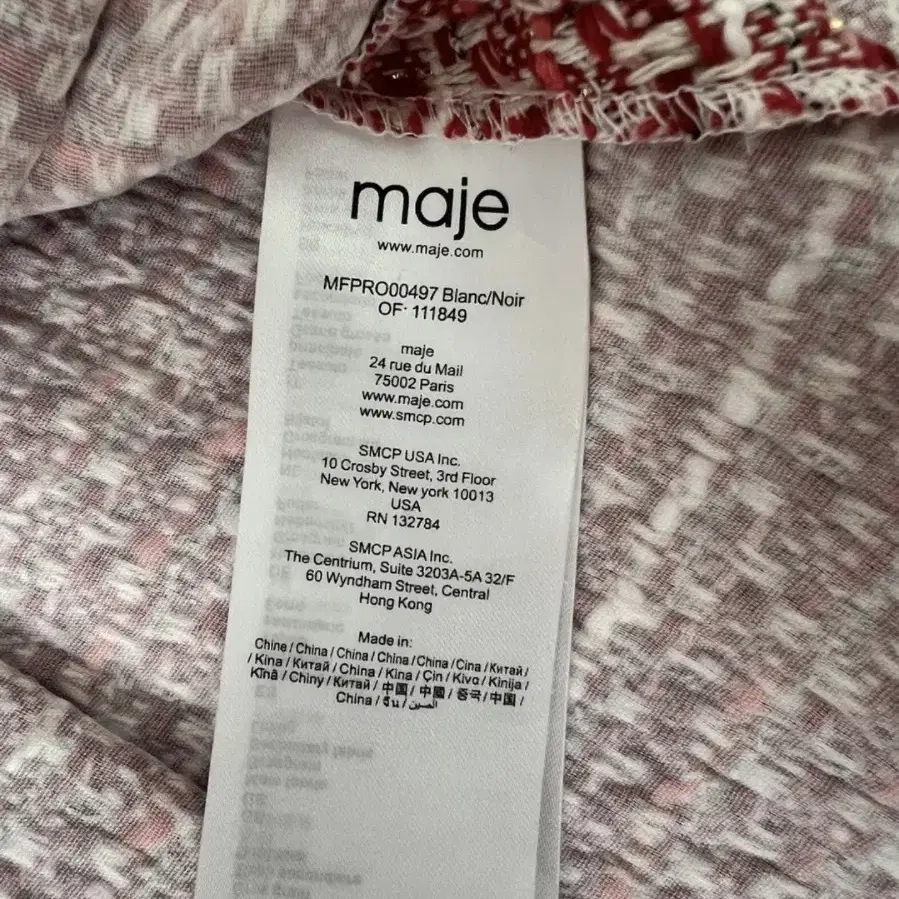 maje
www.maje.com
MFPRO00497 Blanc/Noir
OF: 111849
maje
24 rue du Mail
75002 Paris
www.maje.com
www.smcp.com
SMCP USA Inc.
10 Crosby Street, 3rd Floor
New York, New york 10013
USA
RN 132784
SMCP ASIA Inc.
The Centrium, Suite 3203A-5A 32/F
60 Wyndham Street, Central
Hong Kong
Made in:
Chine / China / China / China / China / Cina / Китай /
/ Kina / Китай / China / Kina / Çin / Kivα / Kinija /
Kīnā / Chiny / Китай / 中国 / 中國 / 중국 / 中国 /
China / จีน / الصين